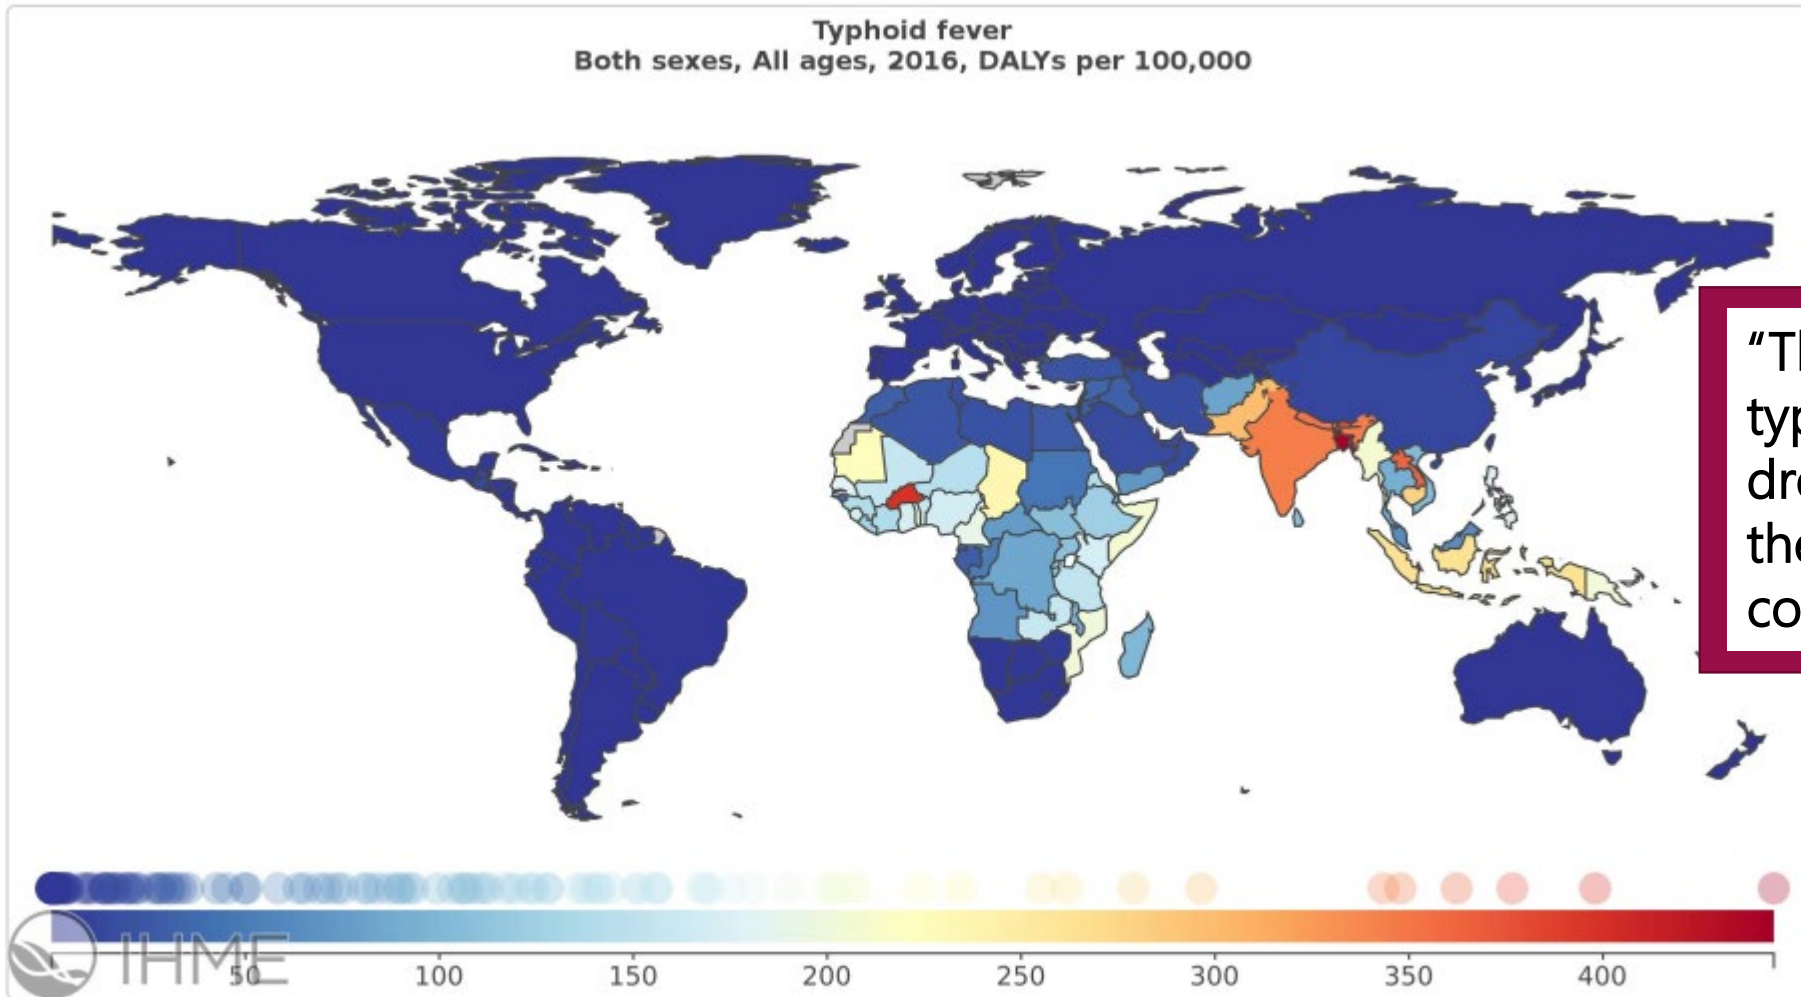 Typhoid fever
Both sexes, All ages, 2016, DALYs per 100,000
“Th
typ
dr
the
co
IHME
50 100 150 200 250 300 350 400